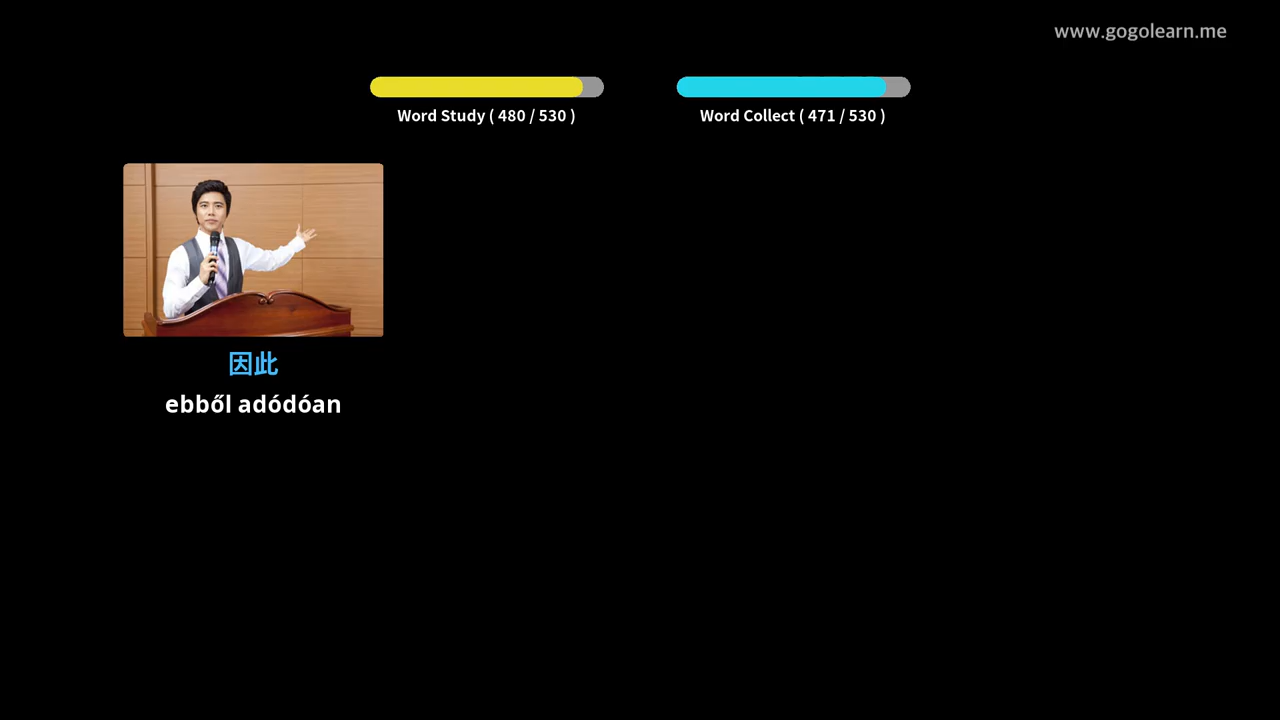 www.gogolearn.me
Word Study ( 480 / 530 )
Word Collect ( 471 / 530 )
因此
ebből adódóan